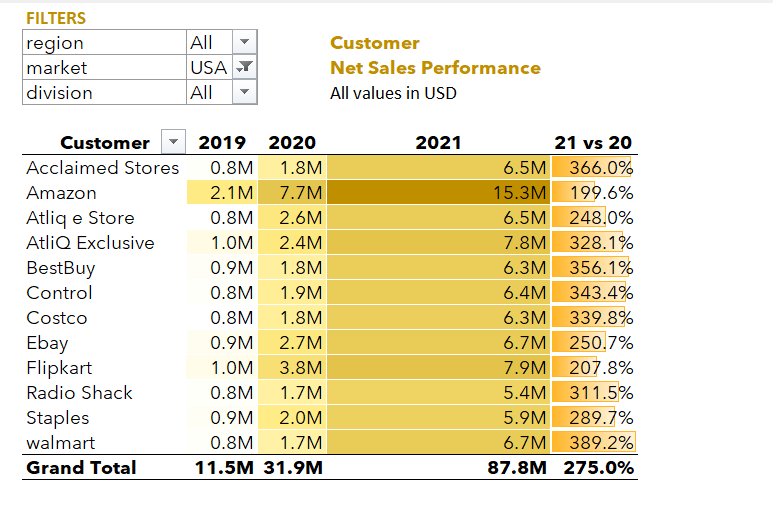 FILTERS
region All
market USA
division All
Customer
Net Sales Performance
All values in USD
Customer 2019 2020 2021 21 vs 20
Acclaimed Stores 0.8M 1.8M 6.5M 366.0%
Amazon 2.1M 7.7M 15.3M 199.6%
Atliq e Store 0.8M 2.6M 6.5M 248.0%
AtliQ Exclusive 1.0M 2.4M 7.8M 328.1%
BestBuy 0.9M 1.8M 6.3M 356.1%
Control 0.8M 1.9M 6.4M 343.4%
Costco 0.8M 1.8M 6.3M 339.8%
Ebay 0.9M 2.7M 6.7M 250.7%
Flipkart 1.0M 3.8M 7.9M 207.8%
Radio Shack 0.8M 1.7M 5.4M 311.5%
Staples 0.9M 2.0M 5.9M 289.7%
walmart 0.8M 1.7M 6.7M 389.2%
Grand Total 11.5M 31.9M 87.8M 275.0%